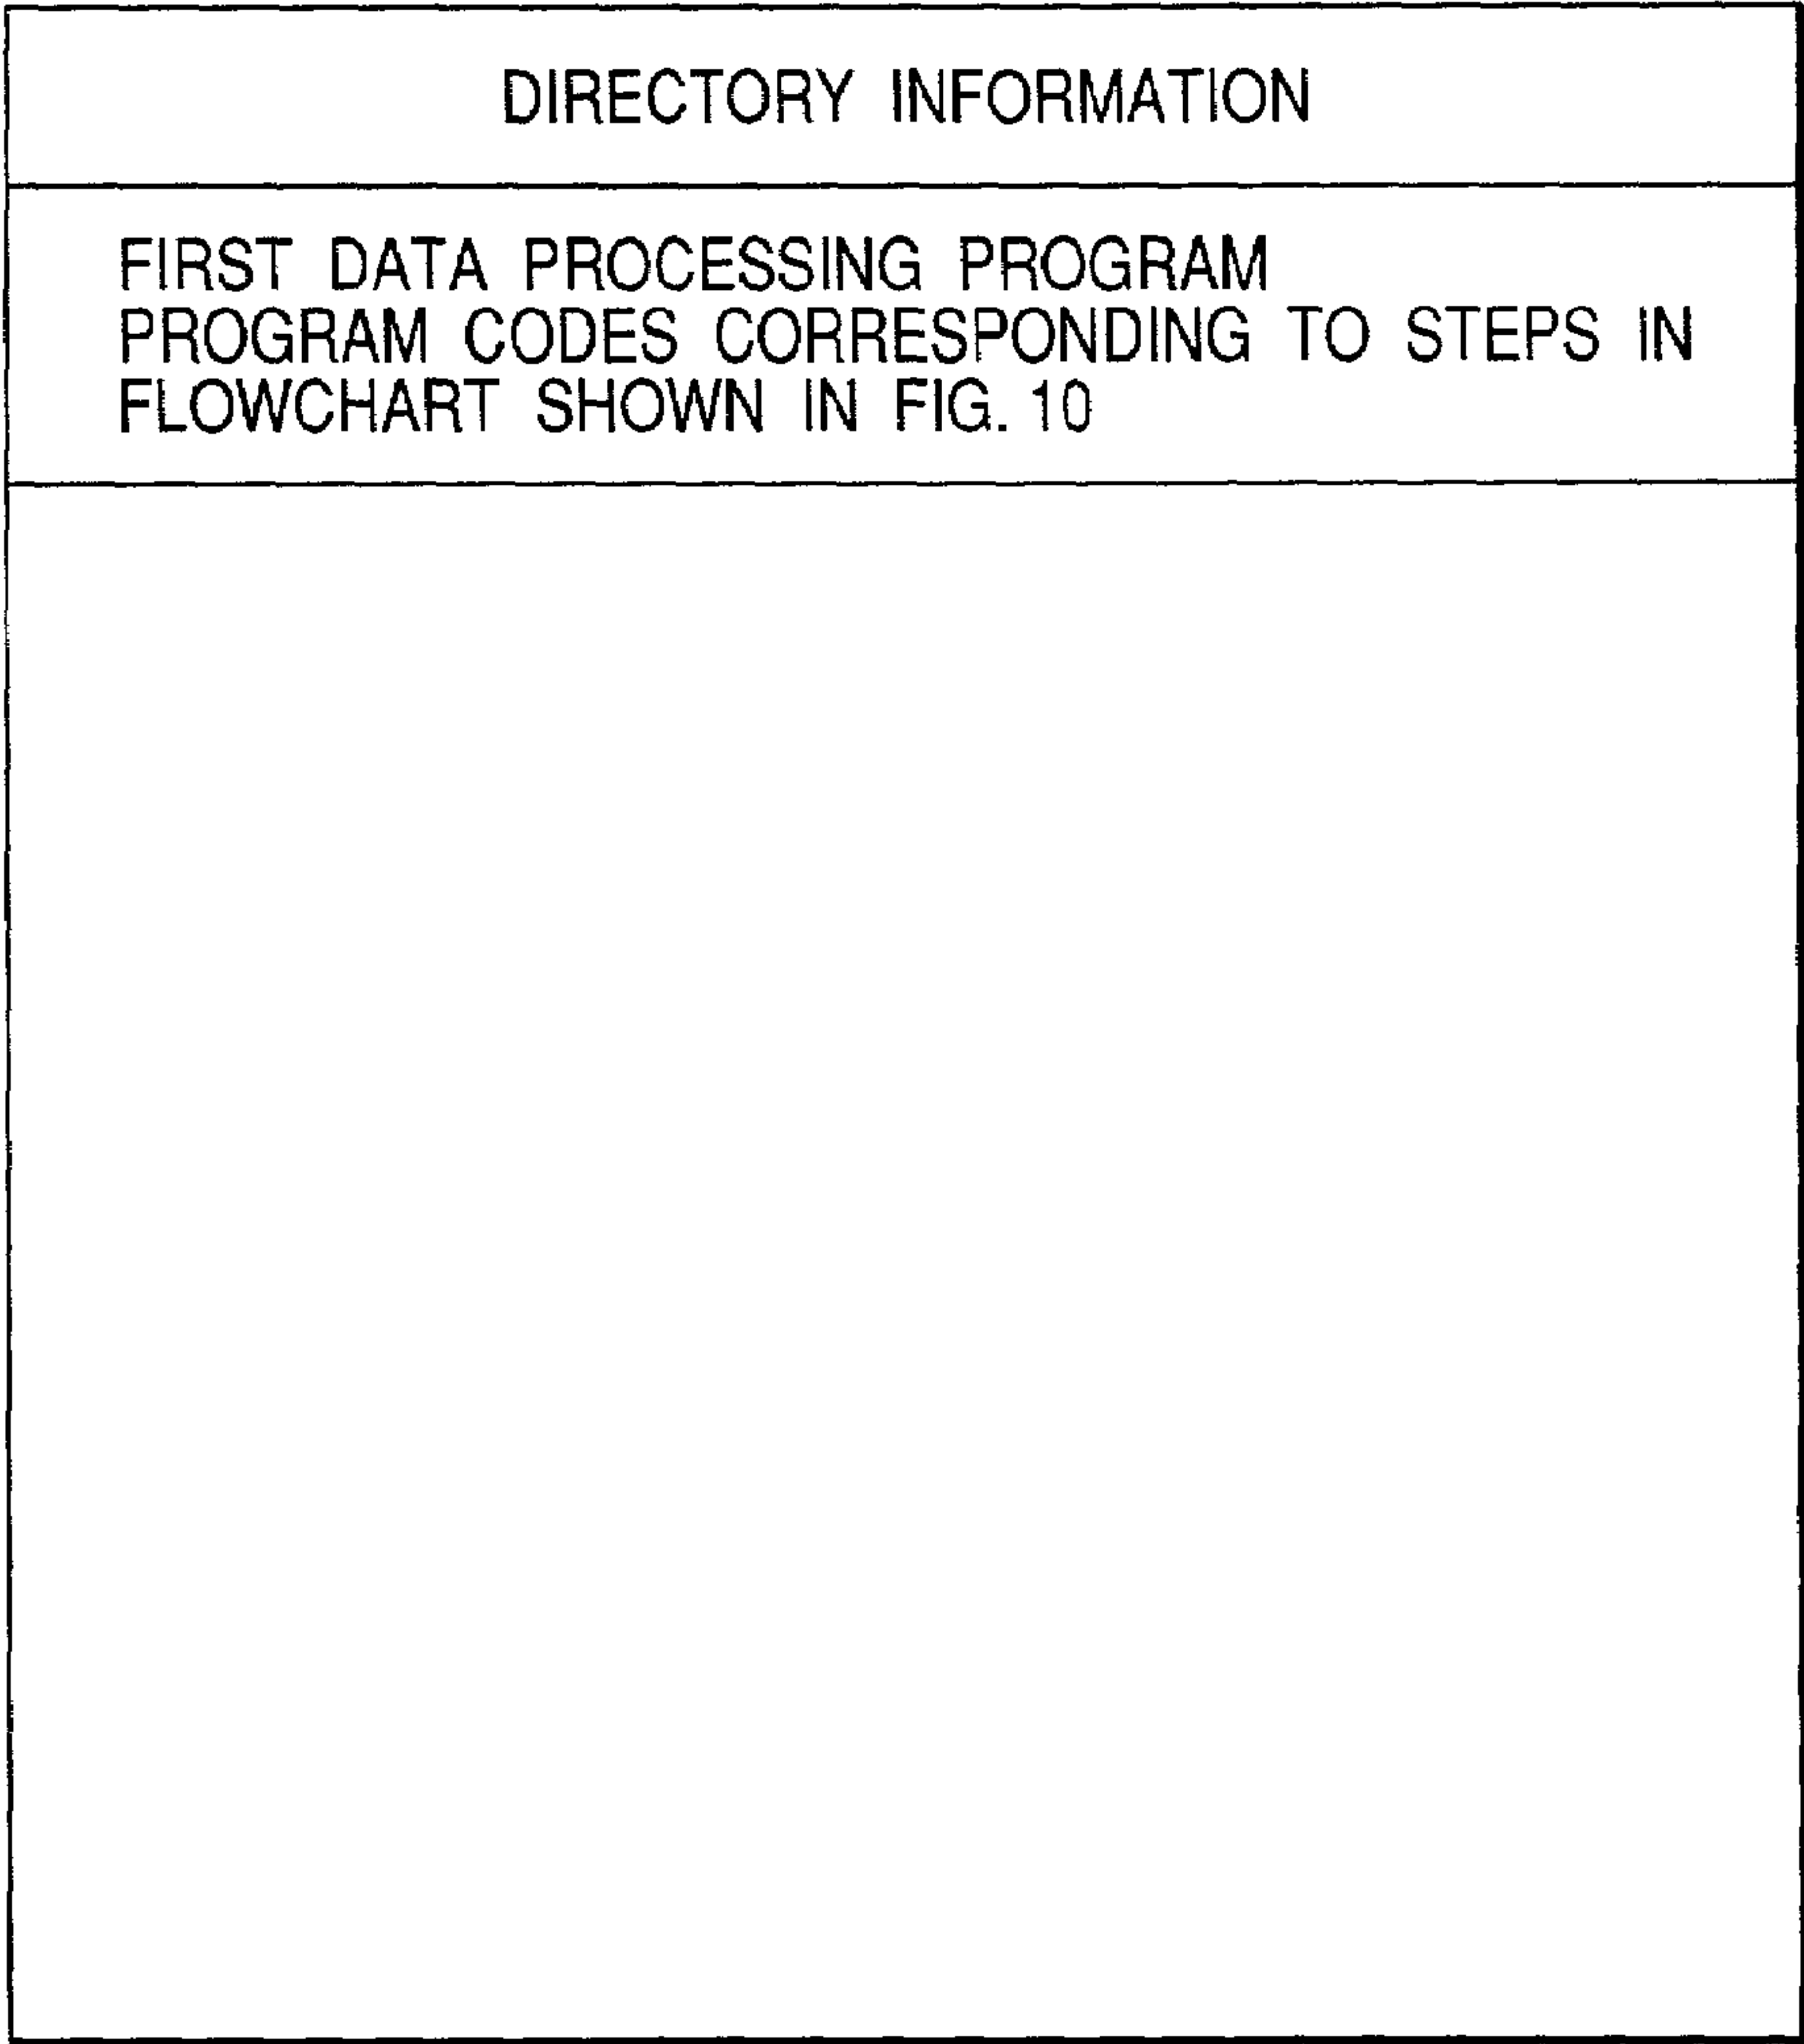 DIRECTORY INFORMATION
FIRST DATA PROCESSING PROGRAM
PROGRAM CODES CORRESPONDING TO STEPS IN
FLOWCHART SHOWN IN FIG. 10